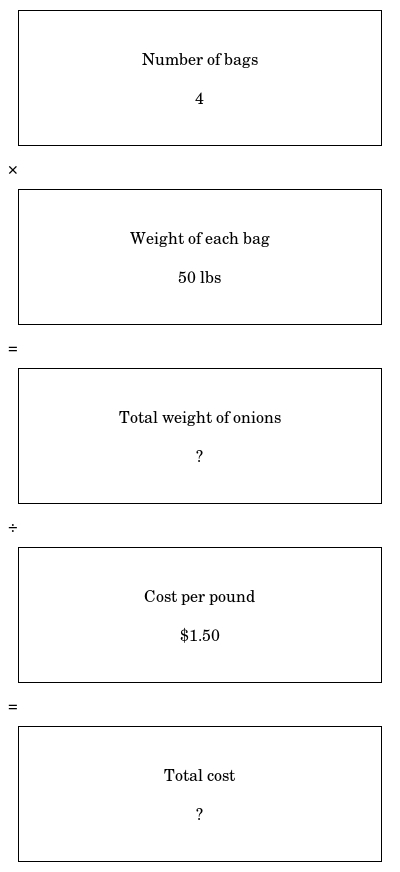 Number of bags
4
×
Weight of each bag
50 lbs
=
Total weight of onions
?
÷
Cost per pound
$1.50
=
Total cost
?